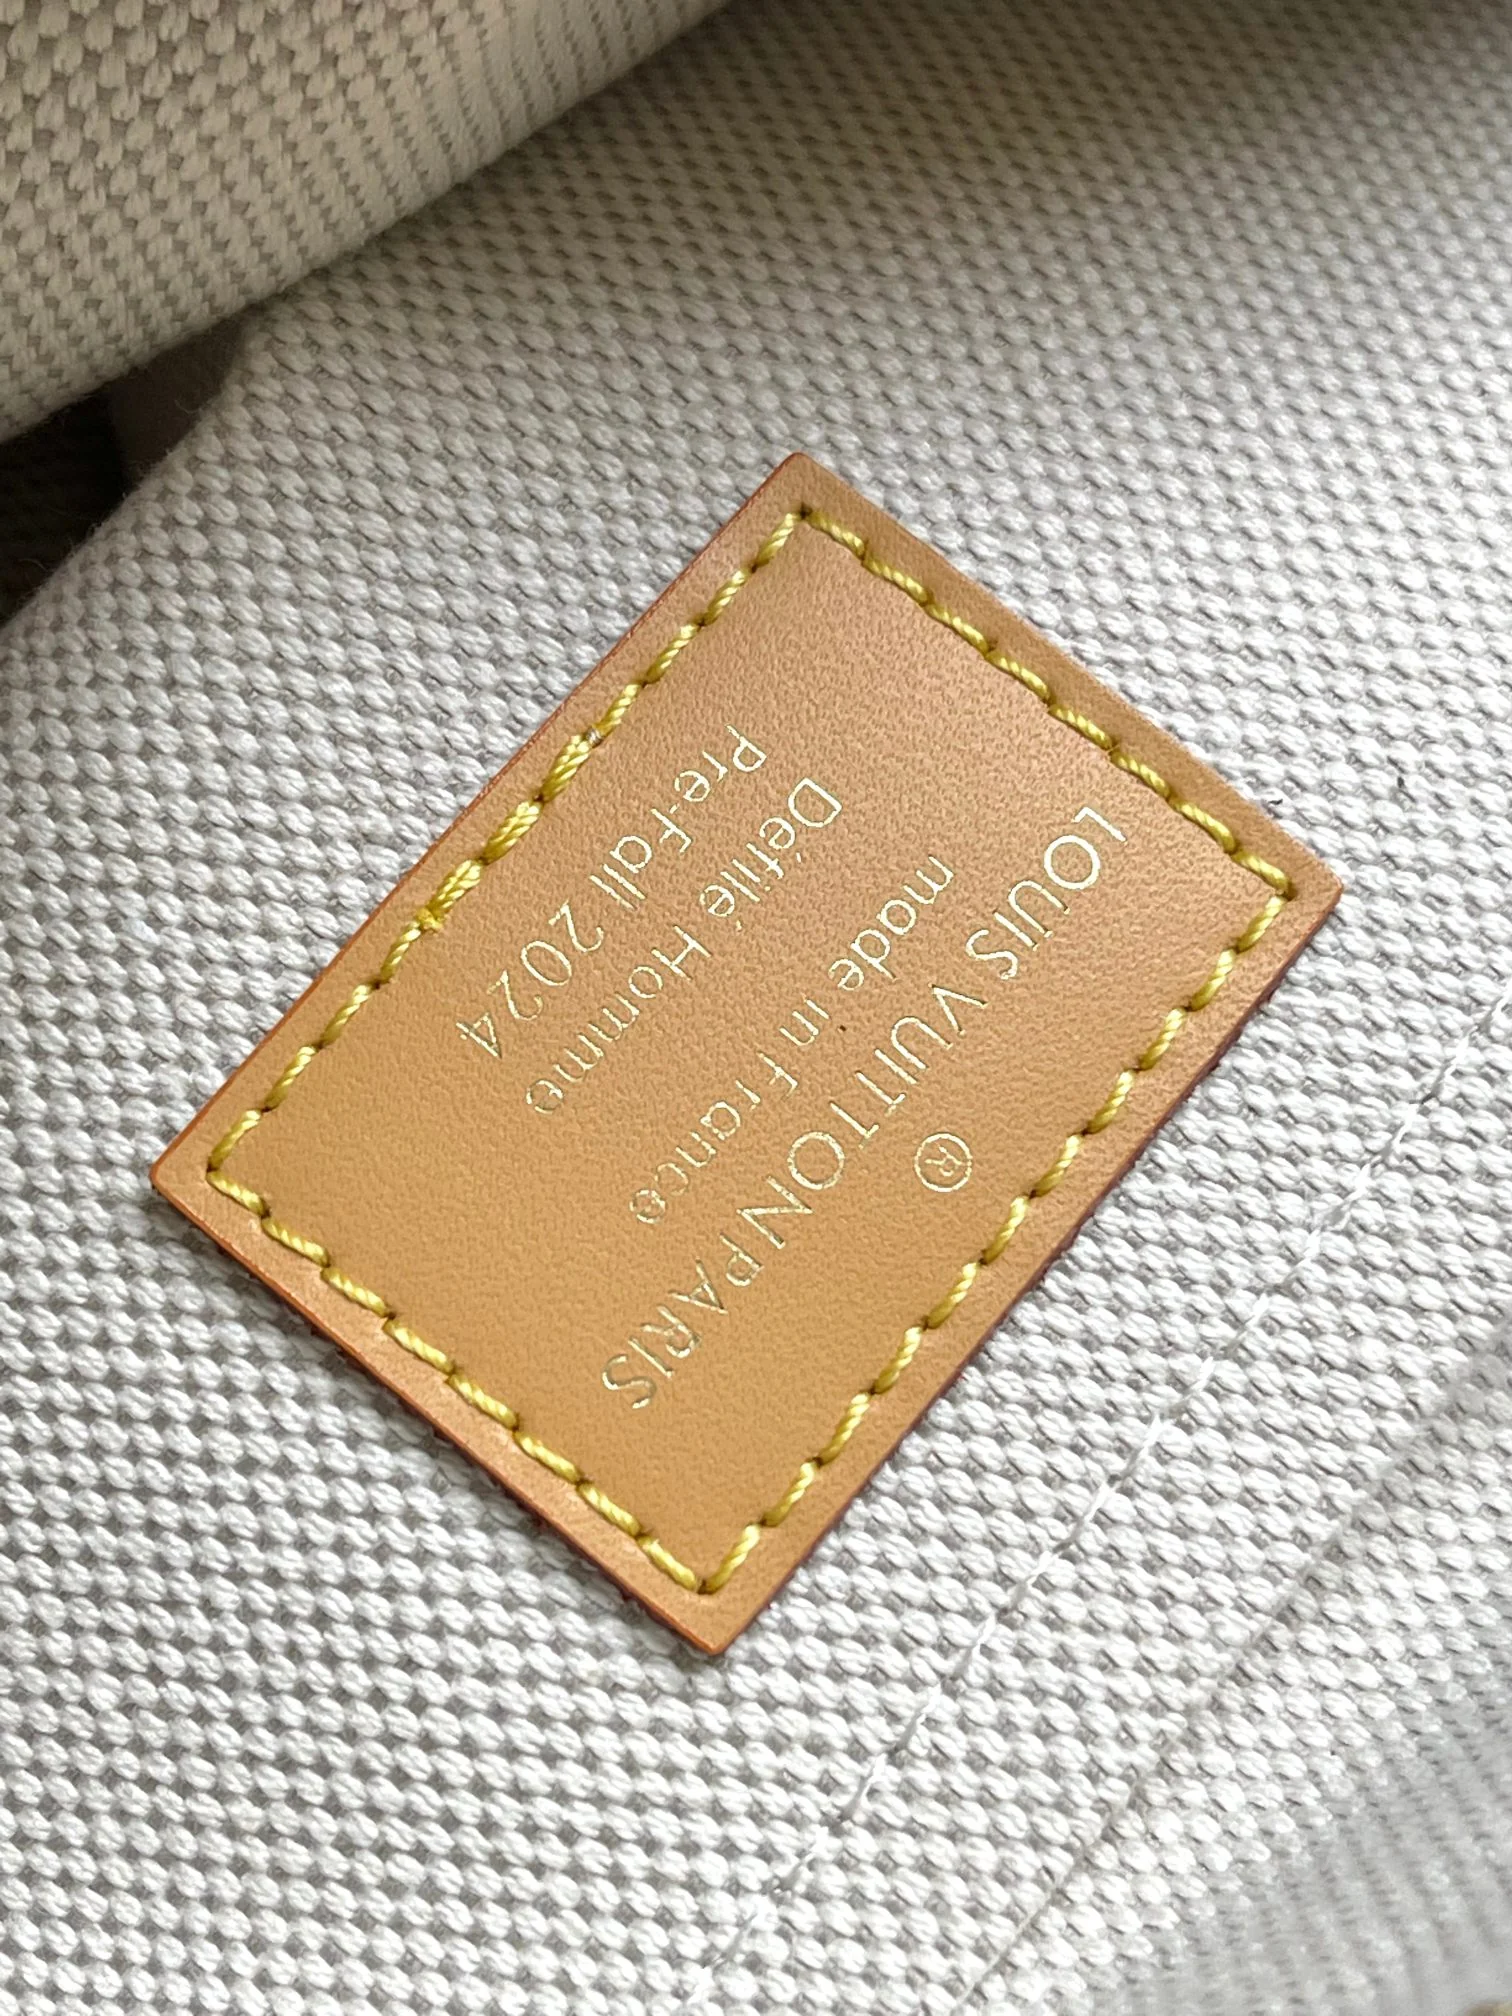 ®
LOUIS VUITTON PARIS
made in France
Défilé Homme
Pre-Fall 2024